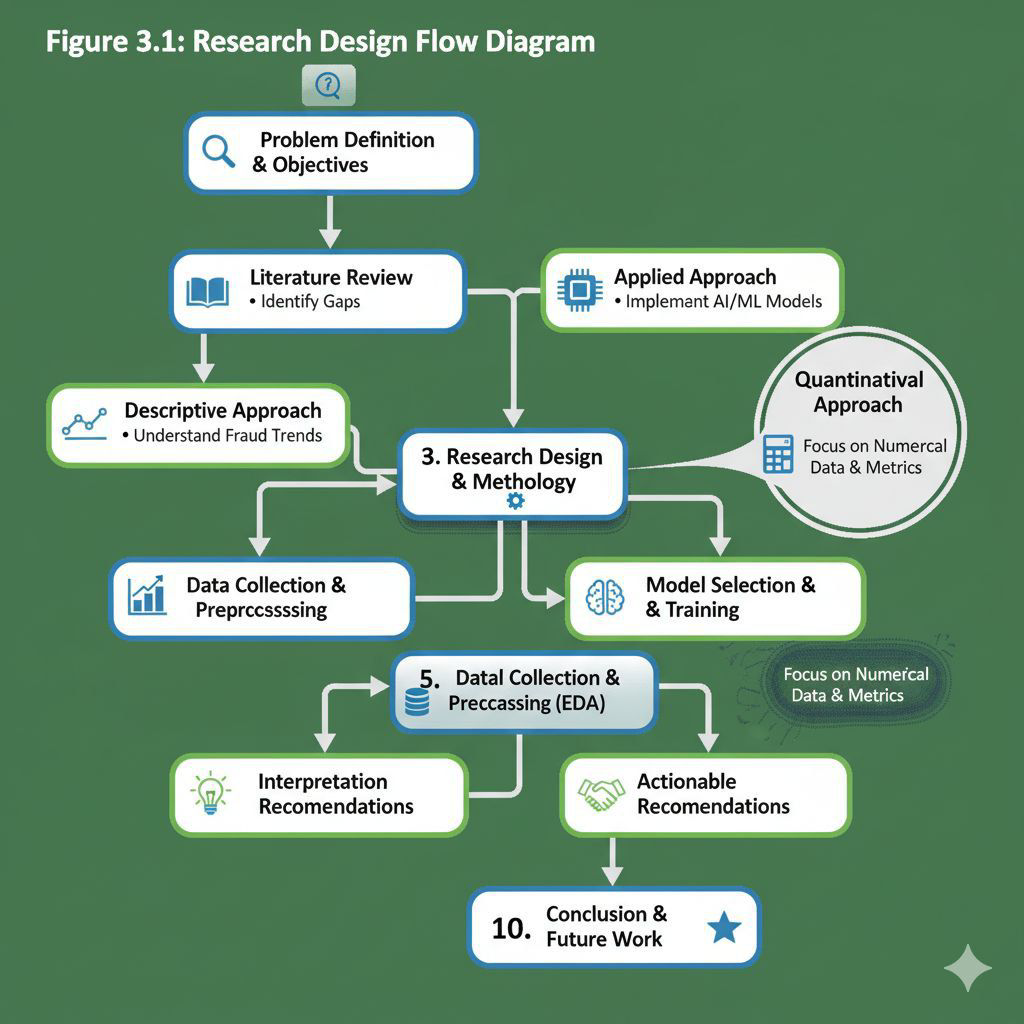 Figure 3.1: Research Design Flow Diagram
?
Problem Definition
& Objectives
Literature Review
• Identify Gaps
Applied Approach
• Implemant AI/ML Models
Quantinatival
Approach
Focus on Numercal
Data & Metrics
Descriptive Approach
• Understand Fraud Trends
3. Research Design
& Methology
Data Collection &
Preprcssssing
Model Selection &
& Training
5. Datal Collection &
Preccassing (EDA)
Focus on Numerical
Data & Metrics
Interpretation
Recomendations
Actionable
Recomendations
10. Conclusion &
Future Work